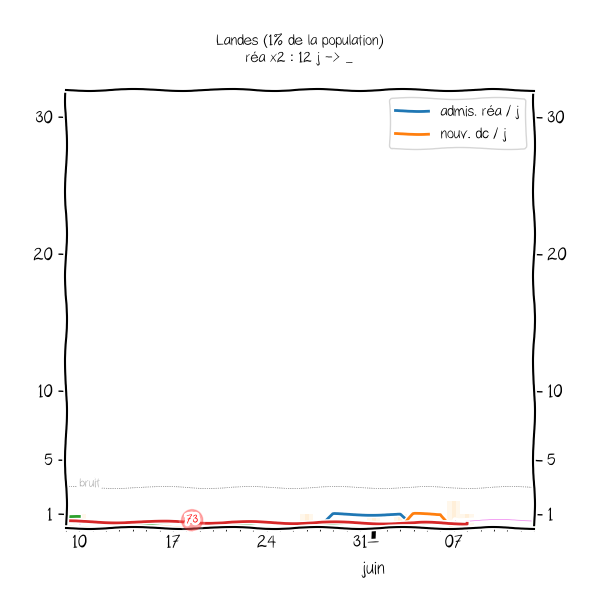 Landes (1% de la population)
réa x2 : 12 j -> _
admis. réa / j
nouv. dc / j
30
30
20
20
10
10
5
5
bruit
1
1
73
10
17
24
31
07
juin